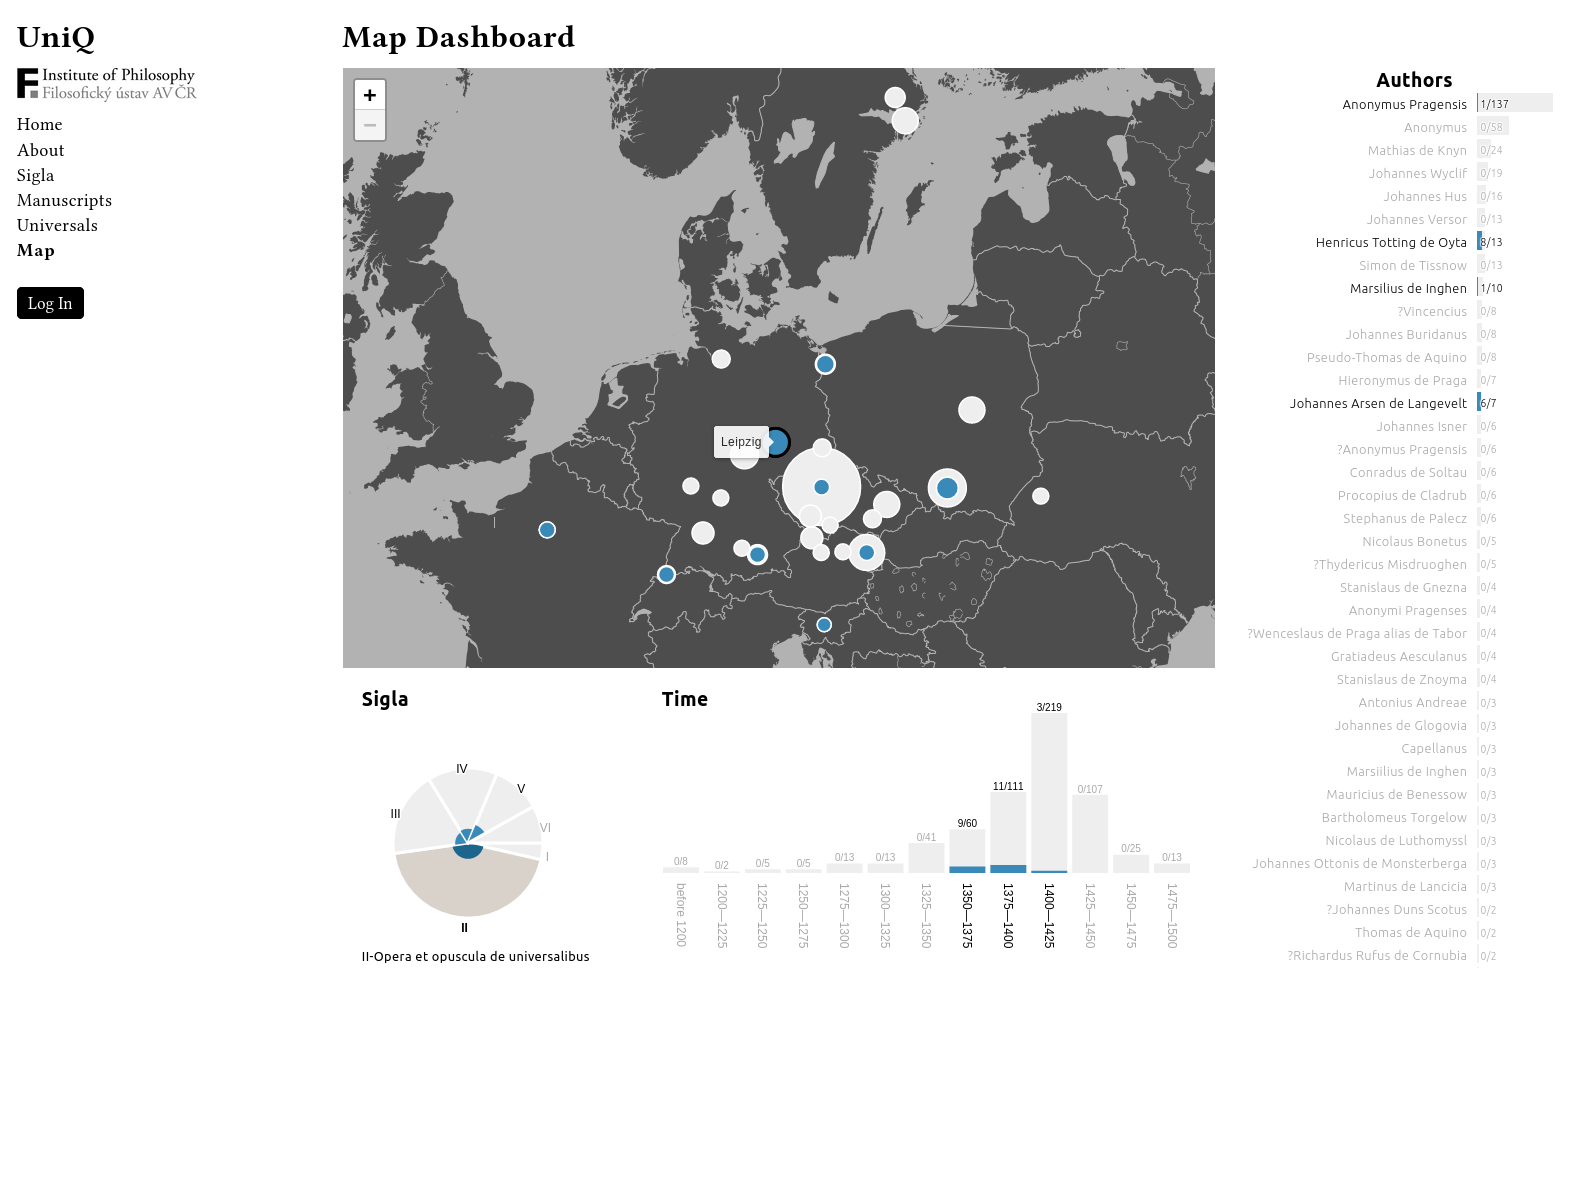 UniQ
Institute of Philosophy
Filosofický ústav AV ČR
Home
About
Sigla
Manuscripts
Universals
Map
Log In
Map Dashboard
+
−
Leipzig
Sigla
IV
V
III
VI
I
II
II-Opera et opuscula de universalibus
Time
0/8
0/2
0/5
0/5
0/13
0/13
0/41
9/60
11/111
3/219
0/107
0/25
0/13
before 1200
1200—1225
1225—1250
1250—1275
1275—1300
1300—1325
1325—1350
1350—1375
1375—1400
1400—1425
1425—1450
1450—1475
1475—1500
Authors
Anonymus Pragensis 1/137
Anonymus 0/58
Mathias de Knyn 0/24
Johannes Wyclif 0/19
Johannes Hus 0/16
Johannes Versor 0/13
Henricus Totting de Oyta 8/13
Simon de Tissnow 0/13
Marsilius de Inghen 1/10
?Vincencius 0/8
Johannes Buridanus 0/8
Pseudo-Thomas de Aquino 0/8
Hieronymus de Praga 0/7
Johannes Arsen de Langevelt 6/7
Johannes Isner 0/6
?Anonymus Pragensis 0/6
Conradus de Soltau 0/6
Procopius de Cladrub 0/6
Stephanus de Palecz 0/6
Nicolaus Bonetus 0/5
?Thydericus Misdruoghen 0/5
Stanislaus de Gnezna 0/4
Anonymi Pragenses 0/4
?Wenceslaus de Praga alias de Tabor 0/4
Gratiadeus Aesculanus 0/4
Stanislaus de Znoyma 0/4
Antonius Andreae 0/3
Johannes de Glogovia 0/3
Capellanus 0/3
Marsiilius de Inghen 0/3
Mauricius de Benessow 0/3
Bartholomeus Torgelow 0/3
Nicolaus de Luthomyssl 0/3
Johannes Ottonis de Monsterberga 0/3
Martinus de Lancicia 0/3
?Johannes Duns Scotus 0/2
Thomas de Aquino 0/2
?Richardus Rufus de Cornubia 0/2